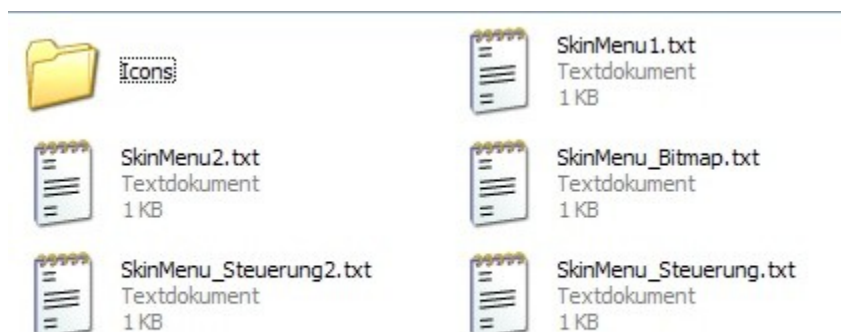 Icons
SkinMenu1.txt
Textdokument
1 KB
SkinMenu2.txt
Textdokument
1 KB
SkinMenu_Bitmap.txt
Textdokument
1 KB
SkinMenu_Steuerung2.txt
Textdokument
1 KB
SkinMenu_Steuerung.txt
Textdokument
1 KB